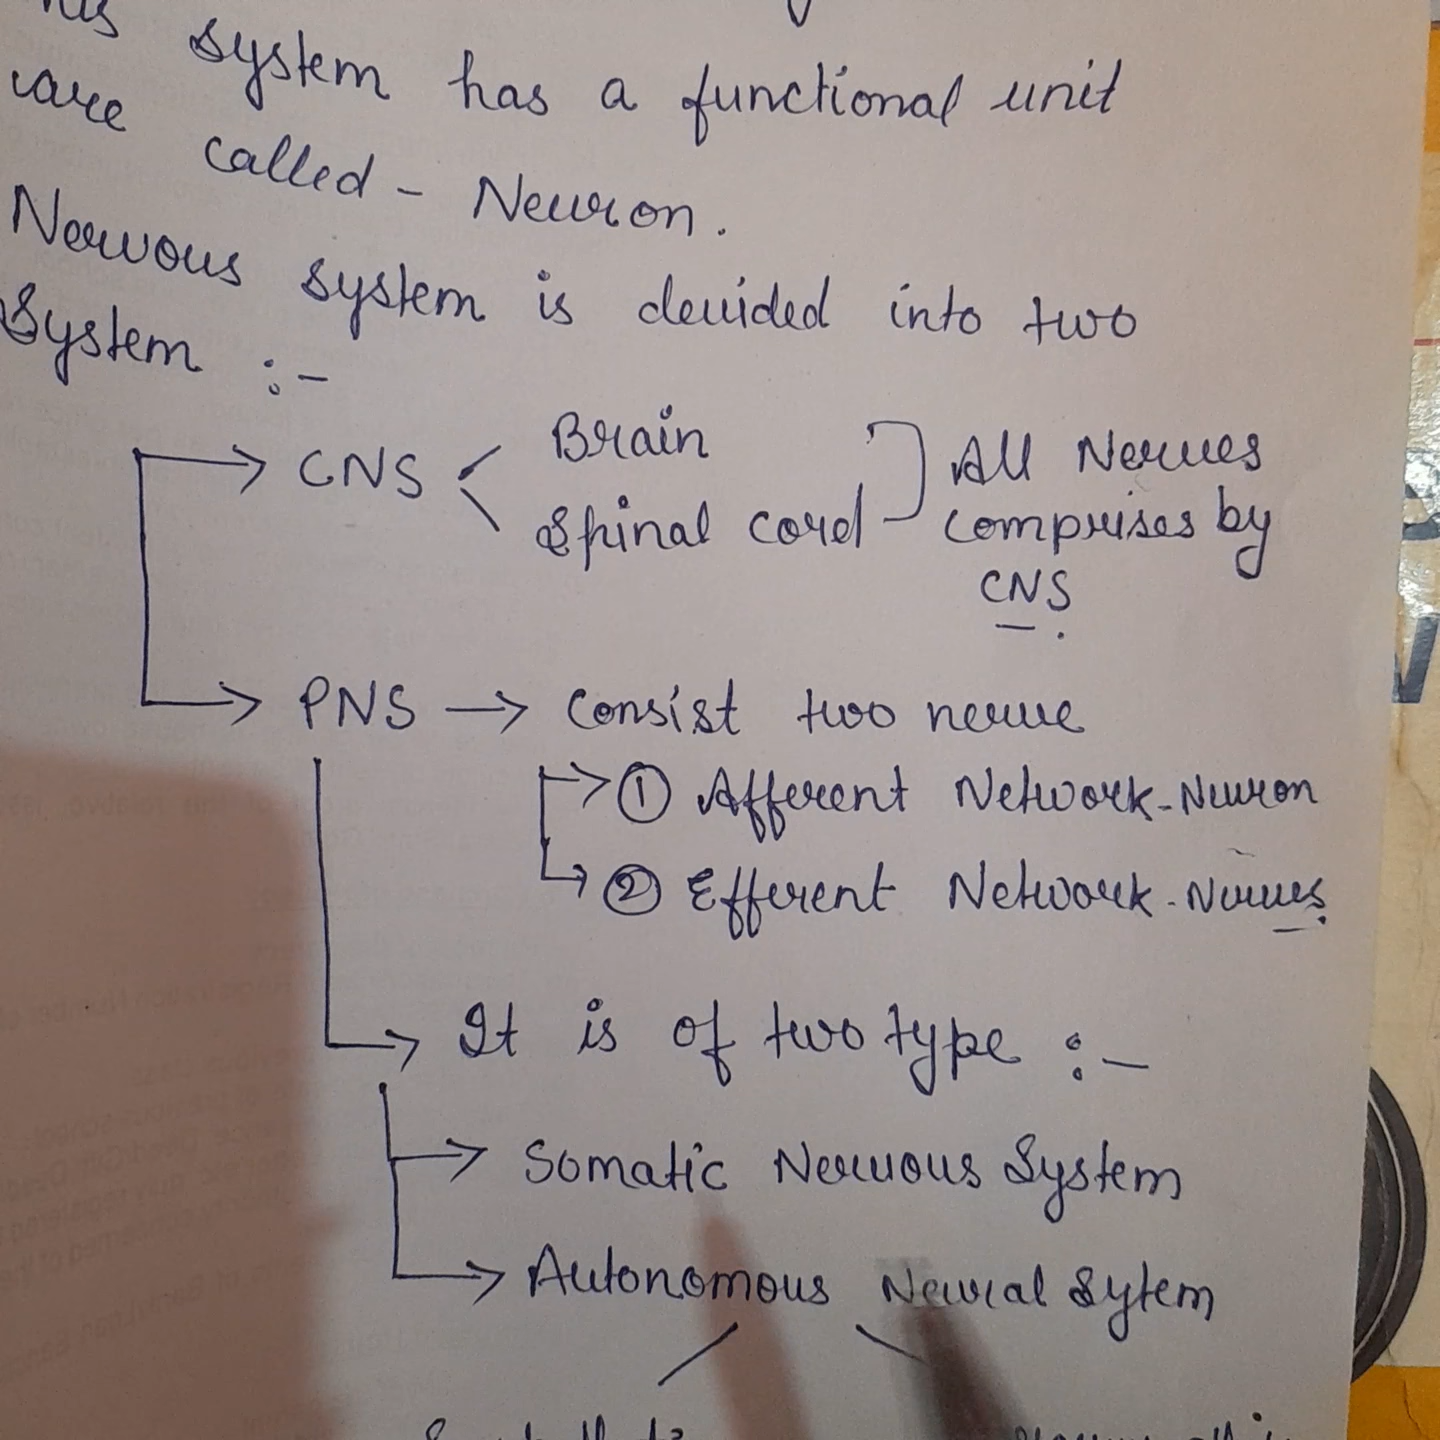 system has a functional unit
are called - Neuron.
Nervous system is devided into two
System :-
CNS < Brain
Spinal cord
All Nerves
comprises by
CNS
PNS → Consist two nerve
① Afferent Network-Neuron
② Efferent Network-Nerves
It is of two type :-
Somatic Nervous System
Autonomous Neural Sytem